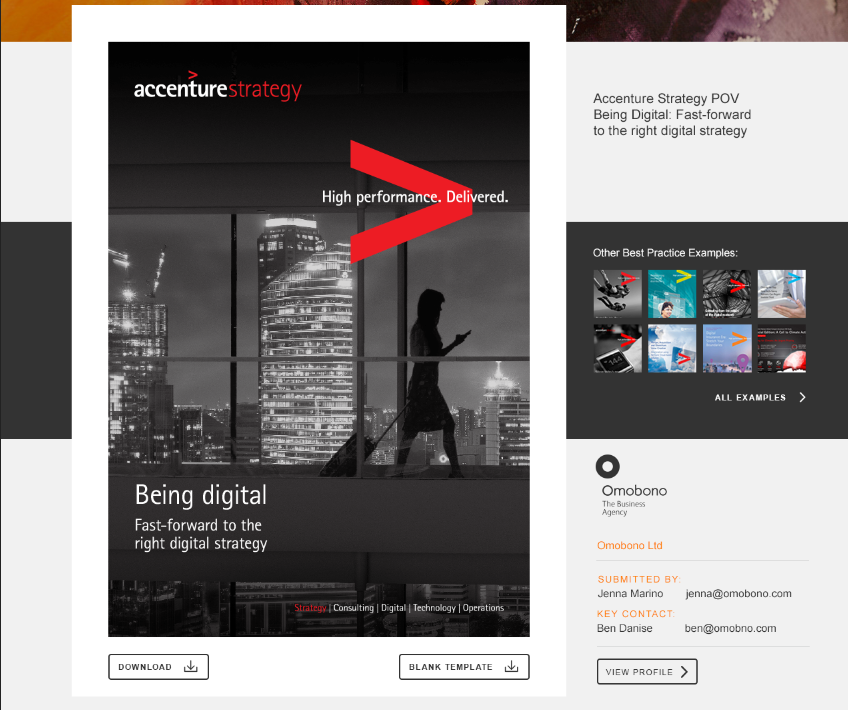 accenturestrategy
High performance. Delivered.
Being digital
Fast-forward to the
right digital strategy
Strategy | Consulting | Digital | Technology | Operations
DOWNLOAD
BLANK TEMPLATE
Accenture Strategy POV
Being Digital: Fast-forward
to the right digital strategy
Other Best Practice Examples:
ALL EXAMPLES
Omobono
The Business
Agency
Omobono Ltd
SUBMITTED BY:
Jenna Marino jenna@omobono.com
KEY CONTACT:
Ben Danise ben@omobno.com
VIEW PROFILE